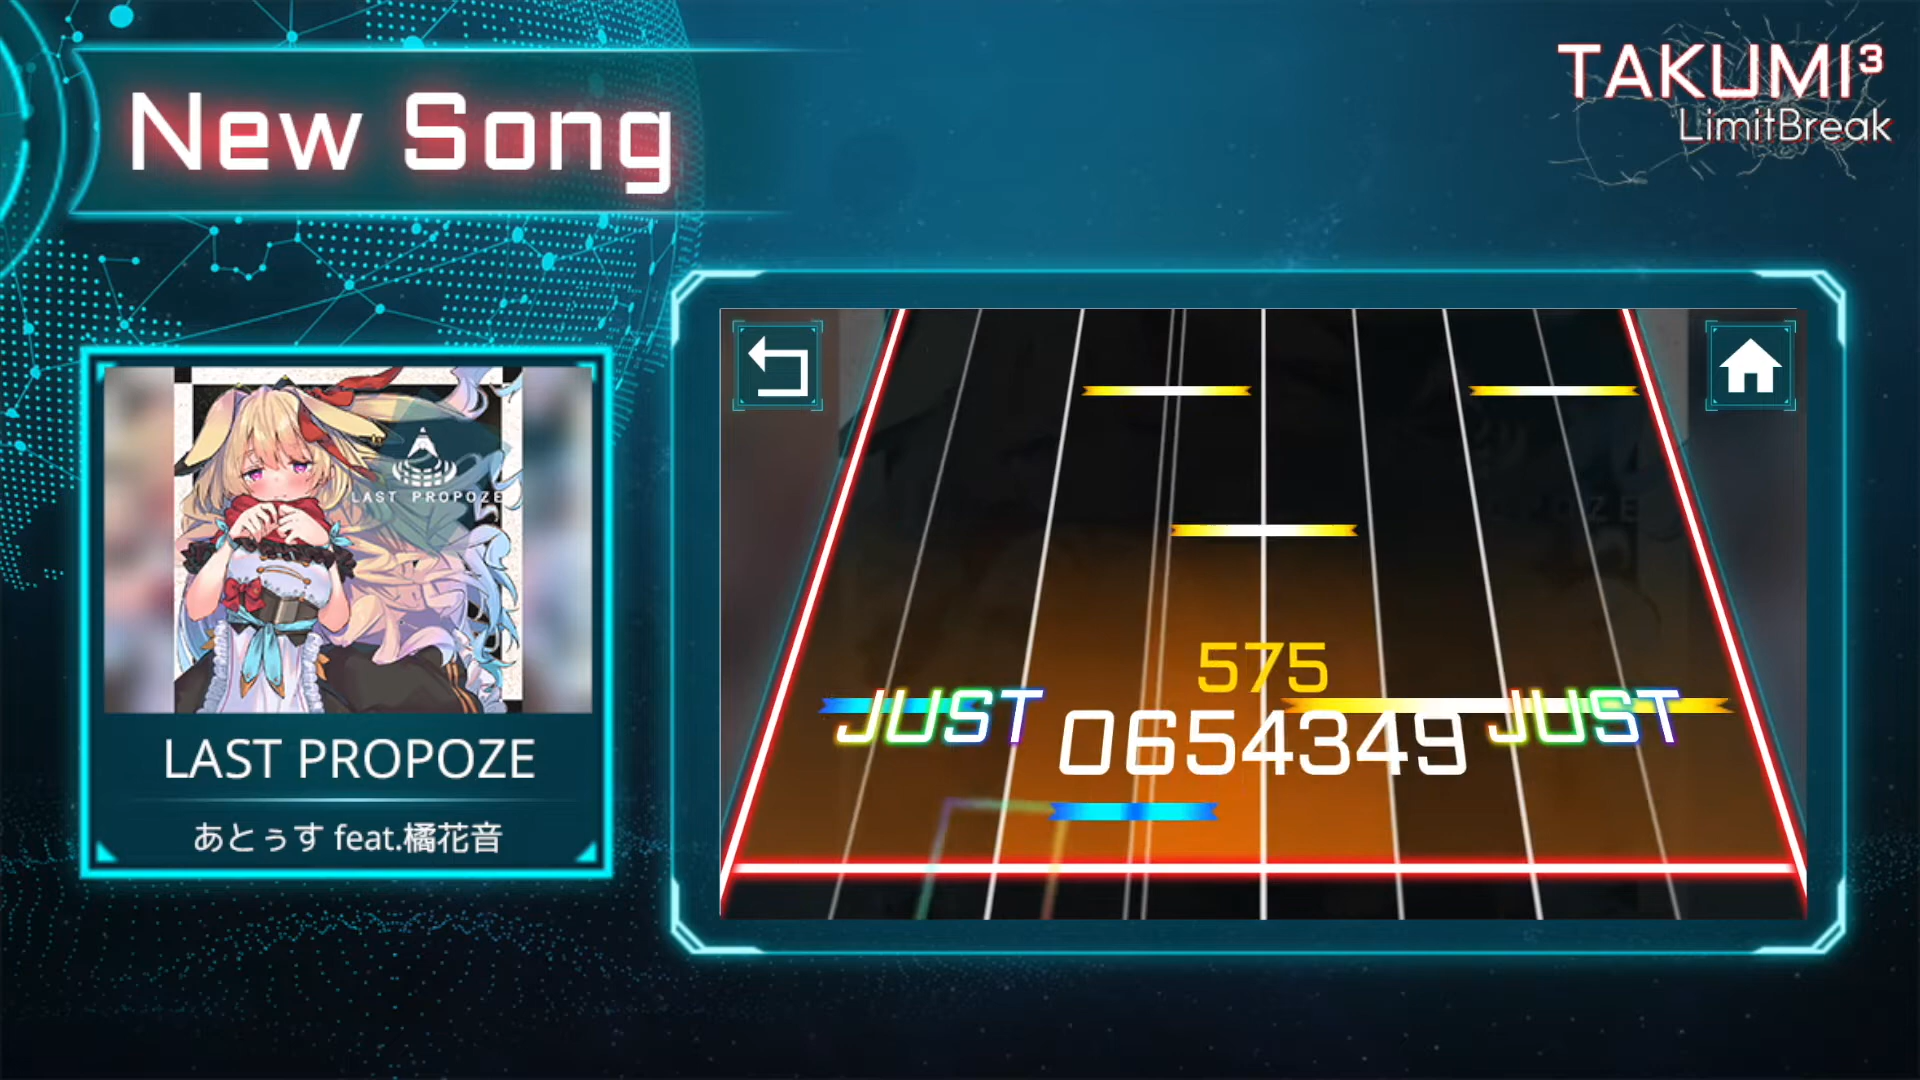 New Song
TAKUMI³
LimitBreak
LAST PROPOZE
LAST PROPOZE
あとぅす feat.橘花音
575
JUST
0654349
JUST